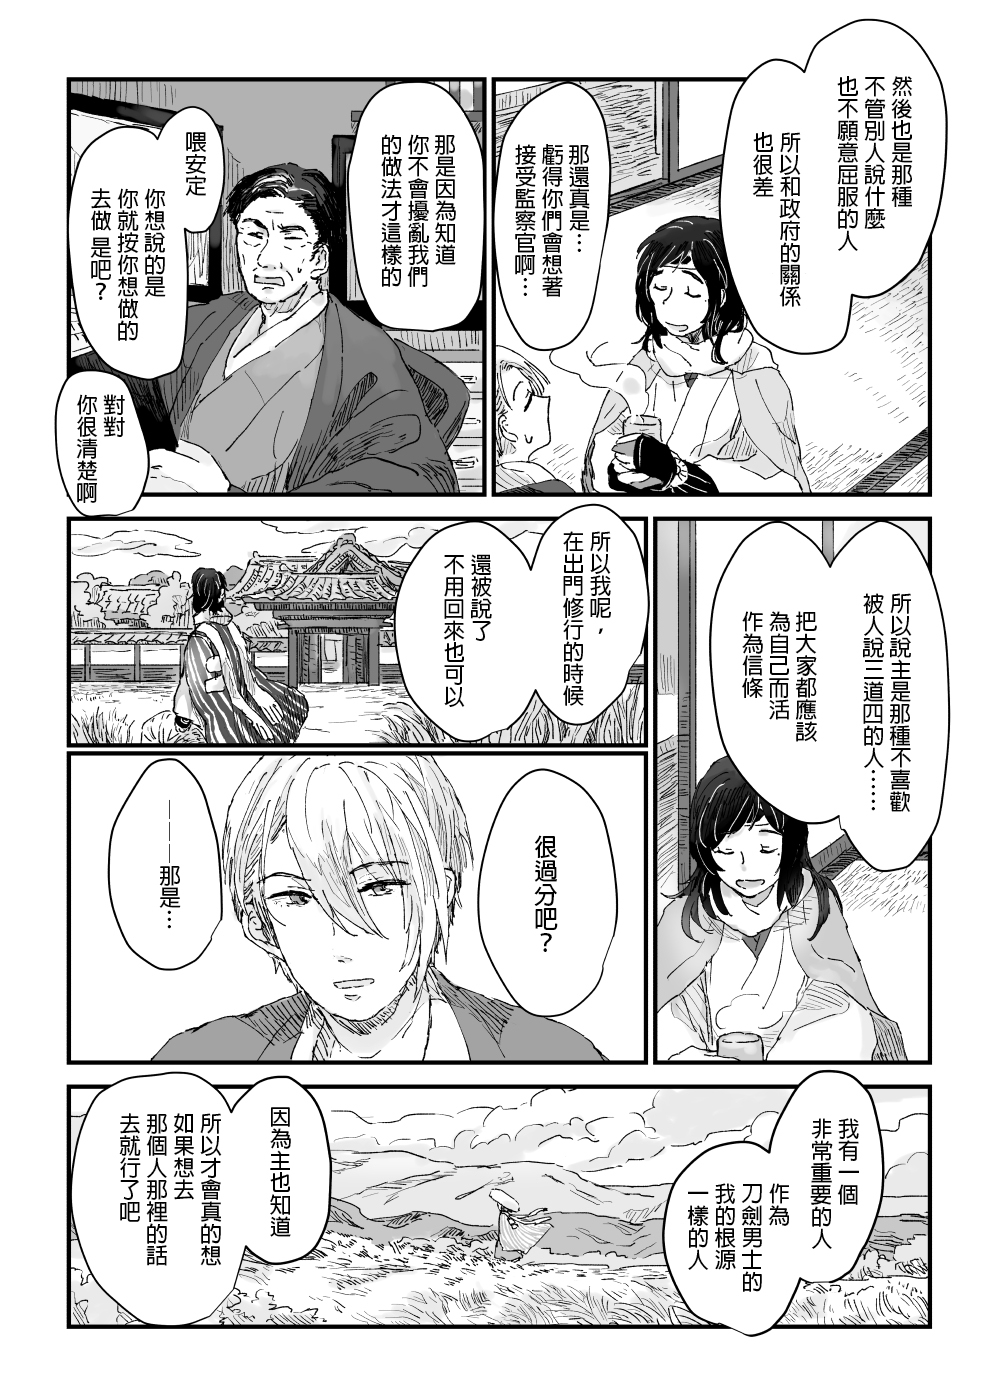 然後也是那種
不管別人說什麼
也不願意屈服的人
所以和政府的關係
也很差
那還真是⋯
虧得你們會想著
接受監察官啊⋯
那是因為知道
你不會擾亂我們
的做法才這樣的
喂安定
你想說的是
你就按你想做的
去做 是吧？
對對
你很清楚啊
所以說主是那種不喜歡
被人說三道四的人⋯⋯
把大家都應該
為自己而活
作為信條
所以我呢，
在出門修行的時候
還被說了
不用回來也可以
很過分吧？
———那是⋯
我有一個
非常重要的人
作為
刀劍男士的
我的根源
一樣的人
因為主也知道
所以才會真的想
如果想去
那個人那裡的話
去就行了吧